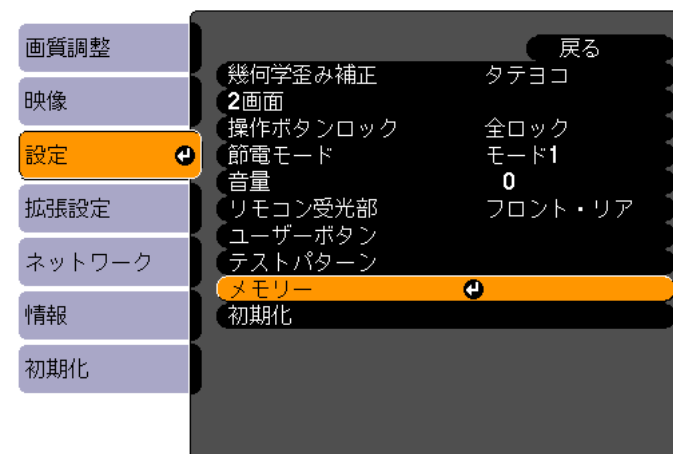 画質調整
映像
設定
拡張設定
ネットワーク
情報
初期化
戻る
幾何学歪み補正 タテヨコ
2画面
操作ボタンロック 全ロック
節電モード モード1
音量 0
リモコン受光部 フロント・リア
ユーザーボタン
テストパターン
メモリー
初期化